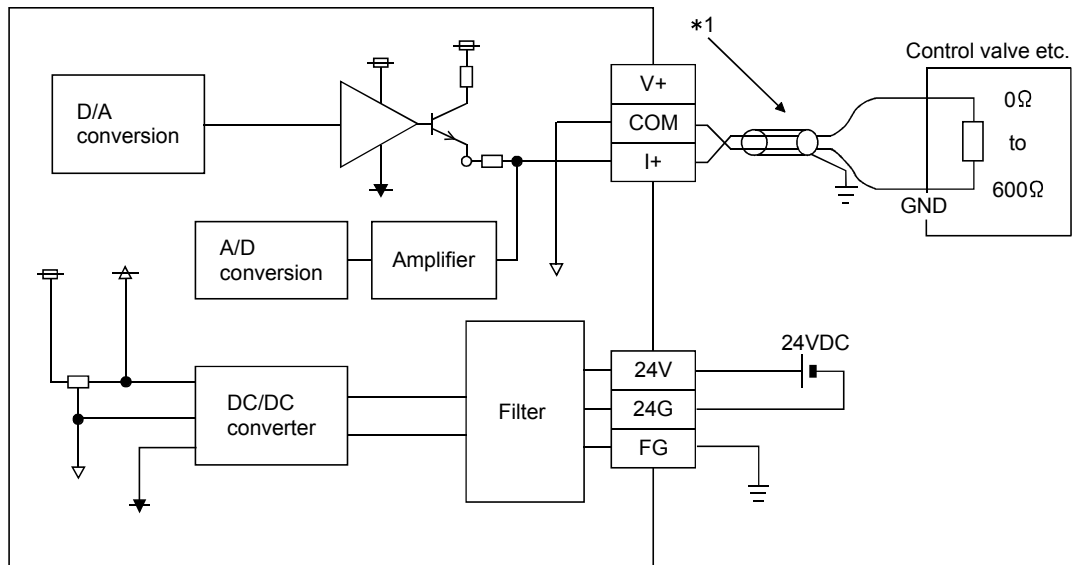 *1
Control valve etc.
V+
COM
I+
D/A
conversion
0Ω
to
600Ω
GND
A/D
conversion
Amplifier
24VDC
24V
24G
FG
DC/DC
converter
Filter